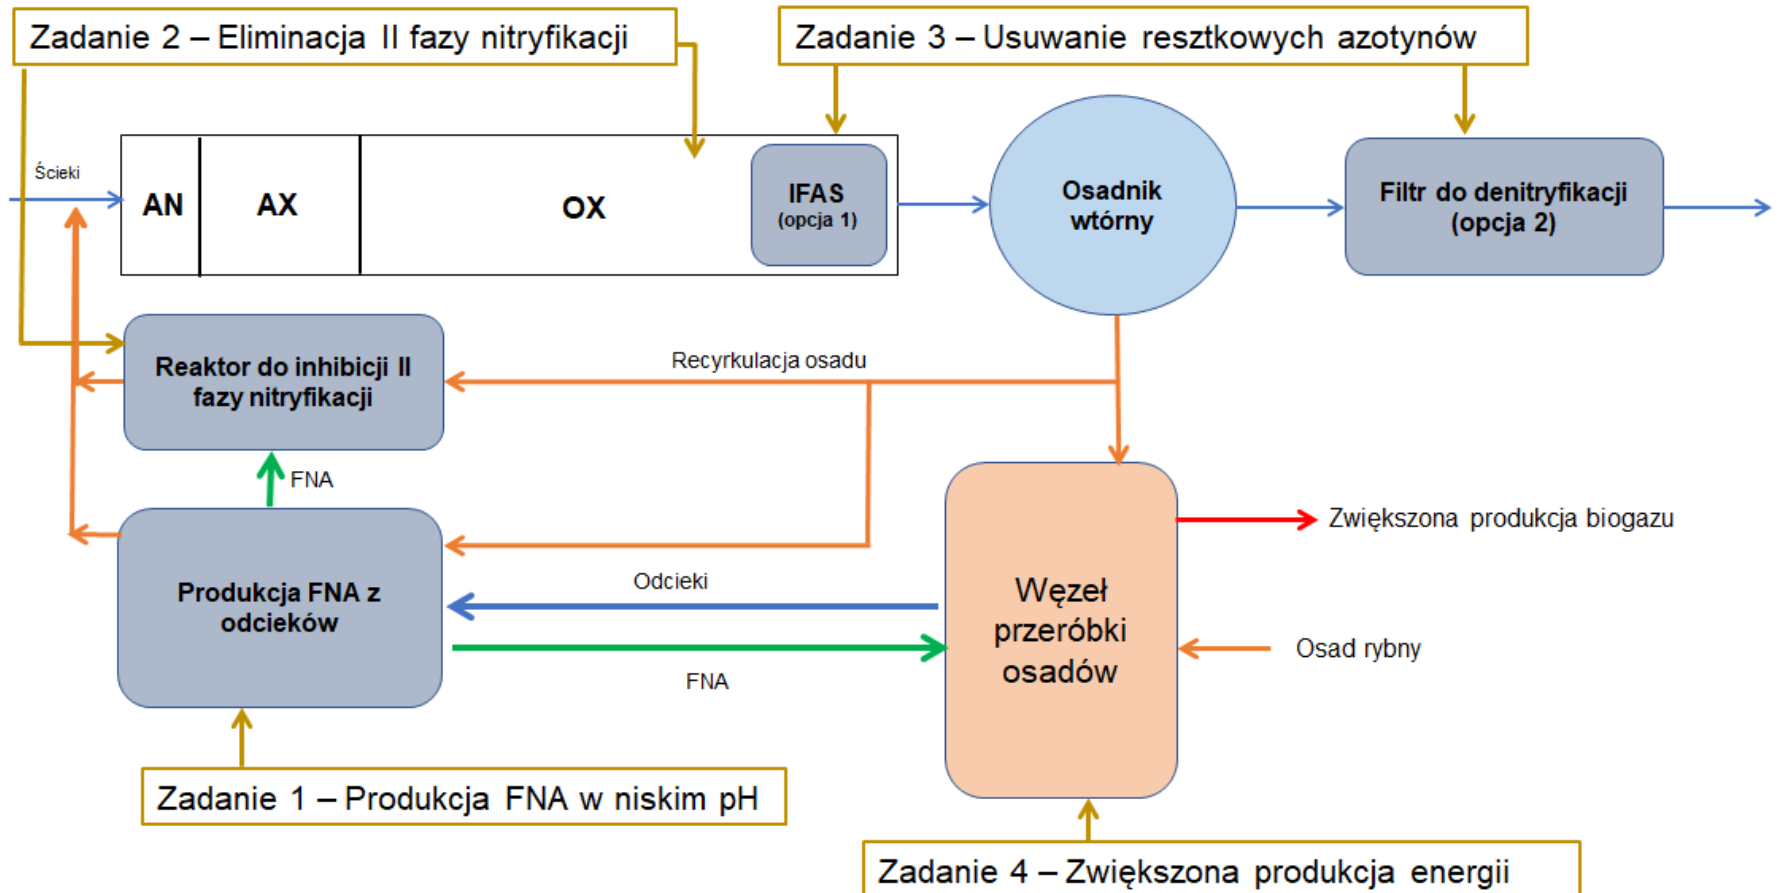 Zadanie 2 – Eliminacja II fazy nitryfikacji
Zadanie 3 – Usuwanie resztkowych azotynów
Ścieki
AN
AX
OX
IFAS
(opcja 1)
Osadnik
wtórny
Filtr do denitryfikacji
(opcja 2)
Reaktor do inhibicji II
fazy nitryfikacji
Recyrkulacja osadu
FNA
Produkcja FNA z
odcieków
Odcieki
FNA
Węzeł
przeróbki
osadów
Zwiększona produkcja biogazu
Osad rybny
Zadanie 1 – Produkcja FNA w niskim pH
Zadanie 4 – Zwiększona produkcja energii